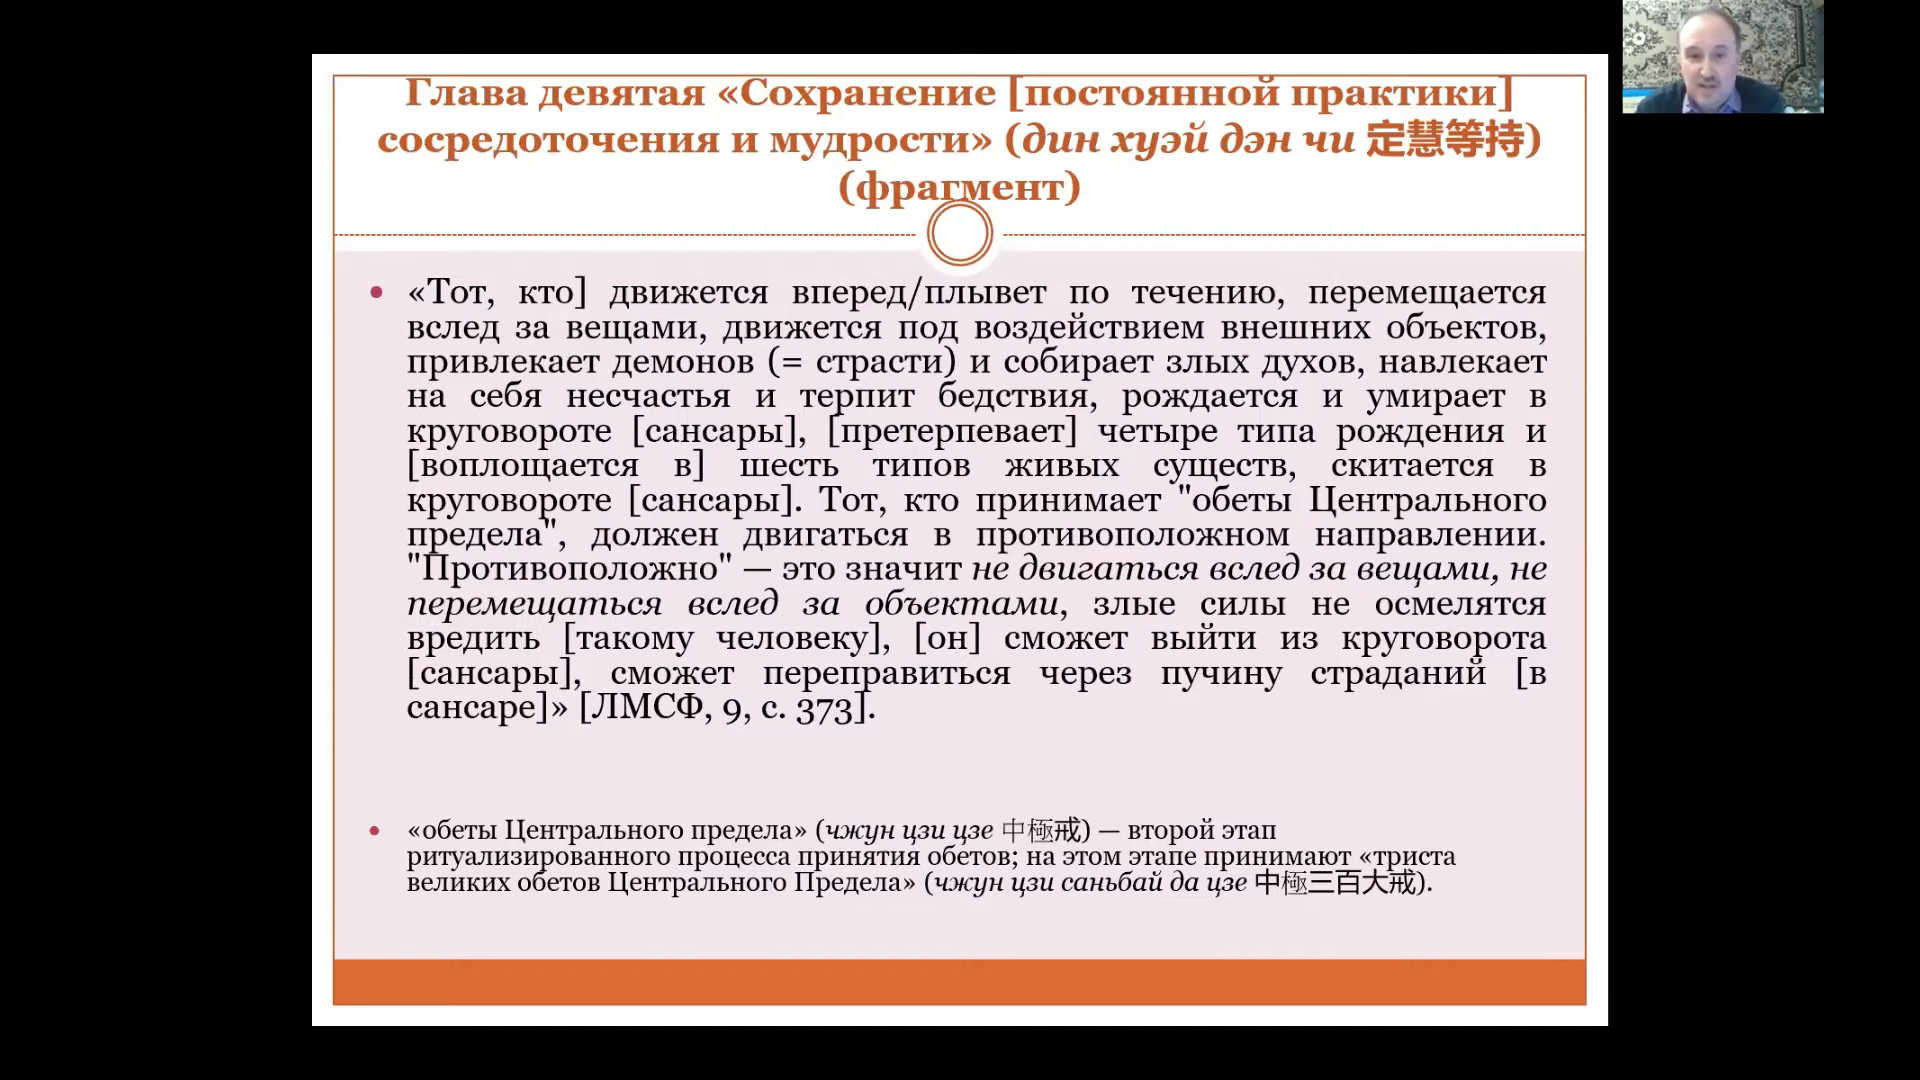 Глава девятая «Сохранение [постоянной практики]
сосредоточения и мудрости» (дин хуэй дэн чи 定慧等持)
(фрагмент)
«Тот, кто] движется вперед/плывет по течению, перемещается
вслед за вещами, движется под воздействием внешних объектов,
привлекает демонов (= страсти) и собирает злых духов, навлекает
на себя несчастья и терпит бедствия, рождается и умирает в
круговороте [сансары], [претерпевает] четыре типа рождения и
[воплощается в] шесть типов живых существ, скитается в
круговороте [сансары]. Тот, кто принимает "обеты Центрального
предела", должен двигаться в противоположном направлении.
"Противоположно" — это значит не двигаться вслед за вещами, не
перемещаться вслед за объектами, злые силы не осмелятся
вредить [такому человеку], [он] сможет выйти из круговорота
[сансары], сможет переправиться через пучину страданий [в
сансаре]» [ЛМСФ, 9, с. 373].
«обеты Центрального предела» (чжун цзи цзе 中極戒) — второй этап
ритуализированного процесса принятия обетов; на этом этапе принимают «триста
великих обетов Центрального Предела» (чжун цзи саньбай да цзе 中極三百大戒).